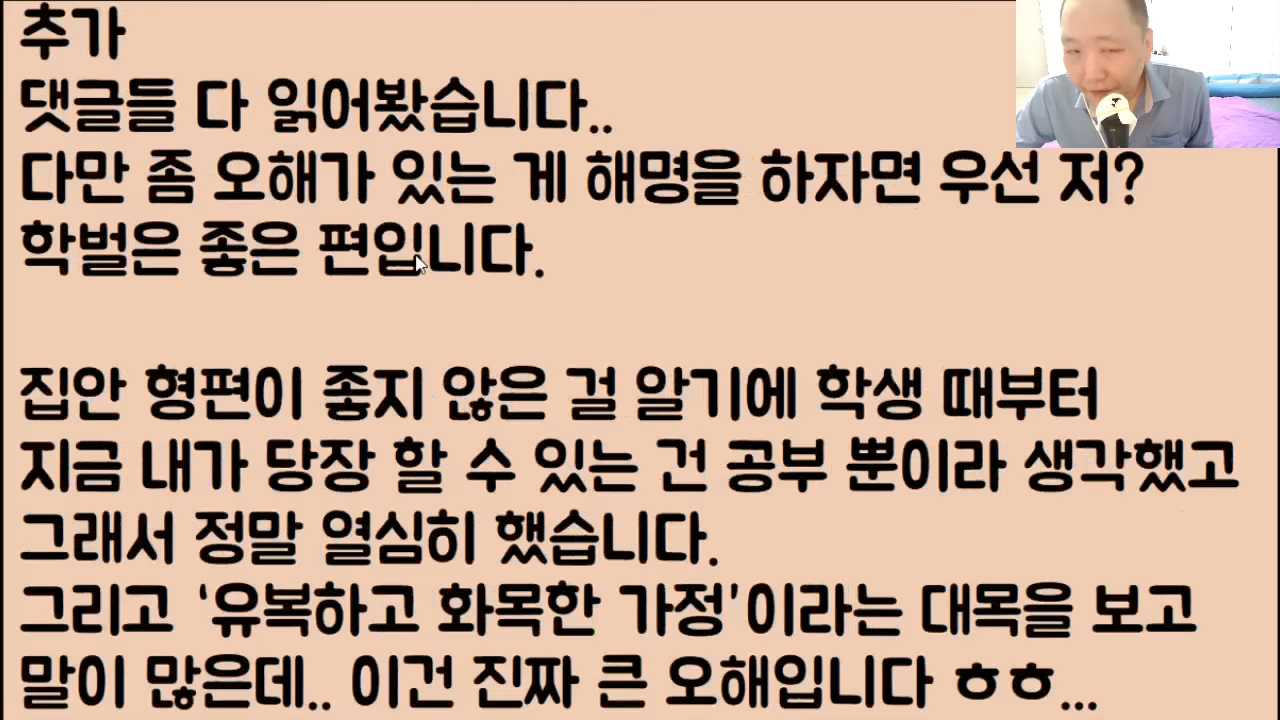 추가
댓글들 다 읽어봤습니다..
다만 좀 오해가 있는 게 해명을 하자면 우선 저?
학벌은 좋은 편입니다.
집안 형편이 좋지 않은 걸 알기에 학생 때부터
지금 내가 당장 할 수 있는 건 공부 뿐이라 생각했고
그래서 정말 열심히 했습니다.
그리고 '유복하고 화목한 가정'이라는 대목을 보고
말이 많은데.. 이건 진짜 큰 오해입니다 ㅎㅎ...